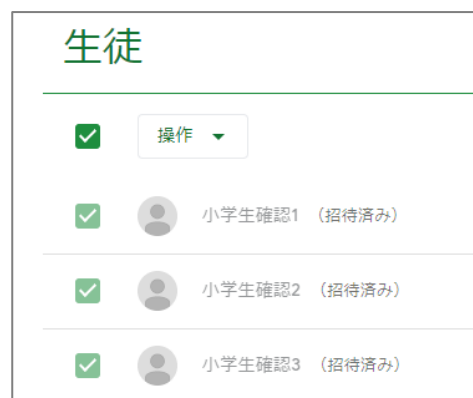 生徒
操作
小学生確認1 （招待済み）
小学生確認2 （招待済み）
小学生確認3 （招待済み）